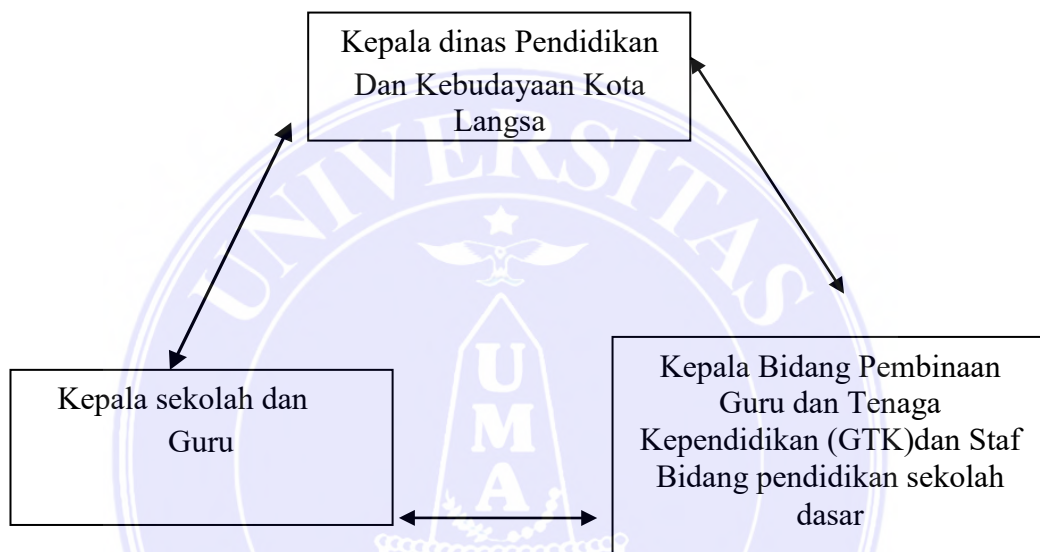 Kepala dinas Pendidikan
Dan Kebudayaan Kota
Langsa
UNIVERSITAS
UMA
Kepala sekolah dan
Guru
Kepala Bidang Pembinaan
Guru dan Tenaga
Kependidikan (GTK)dan Staf
Bidang pendidikan sekolah
dasar